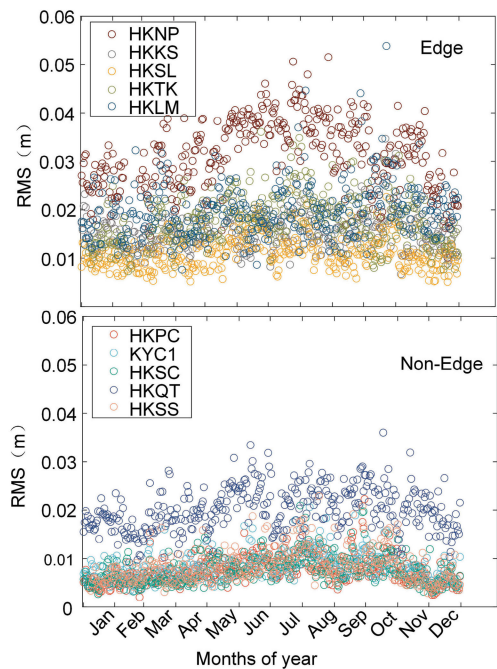 0.06
0.05
0.04
0.03
0.02
0.01
RMS（m）
HKNP
HKKS
HKSL
HKTK
HKLM
Edge
0.06
0.05
0.04
0.03
0.02
0.01
0
RMS（m）
HKPC
KYC1
HKSC
HKQT
HKSS
Non-Edge
Jan Feb Mar Apr May Jun Jul Aug Sep Oct Nov Dec
Months of year